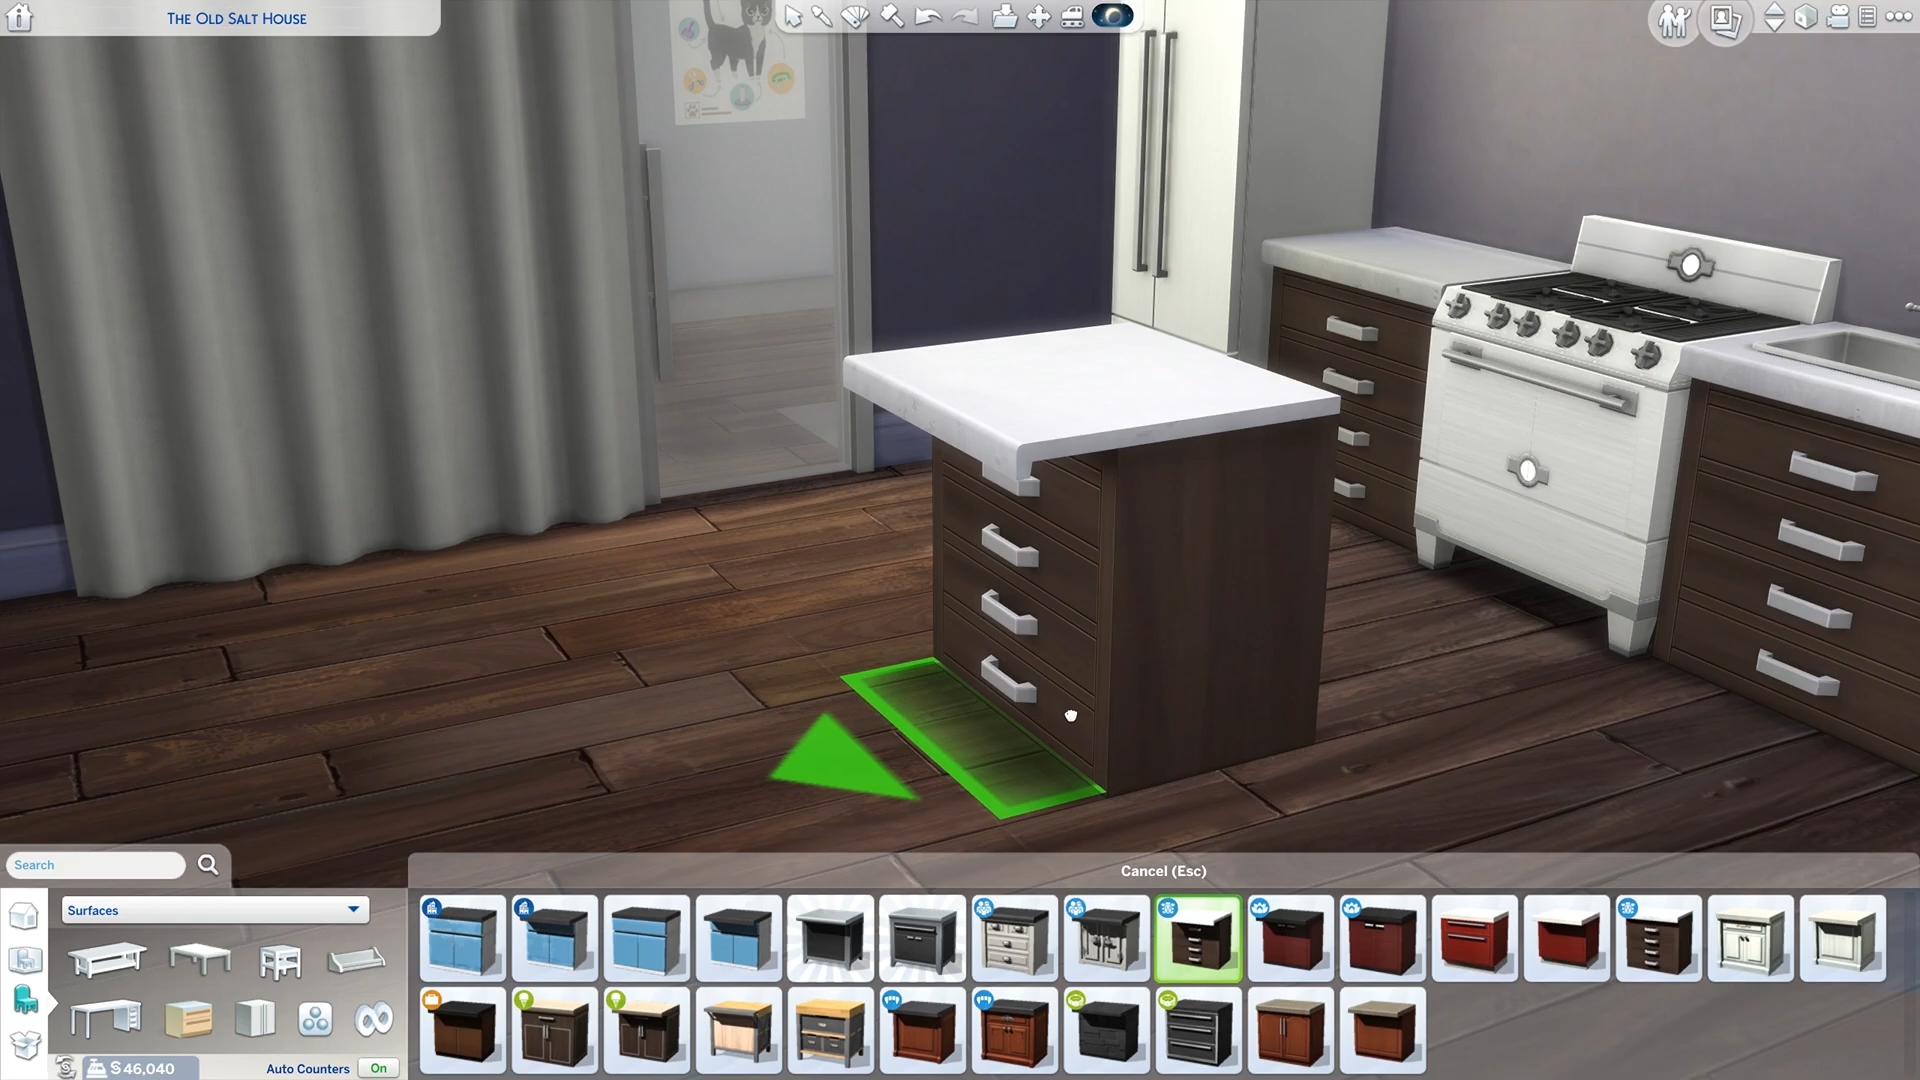 THE OLD SALT HOUSE
Search
Cancel (Esc)
Surfaces
§46,040
Auto Counters
On